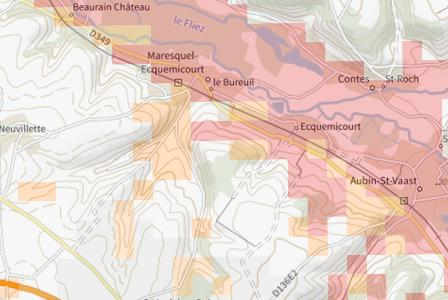 Beaurain Château
le Fliez
D349
Maresquel-
Ecquemicourt
le Bureuil
Contes
St-Roch
Neuvillette
Ecquemicourt
Aubin-St-Vaast
D136E2